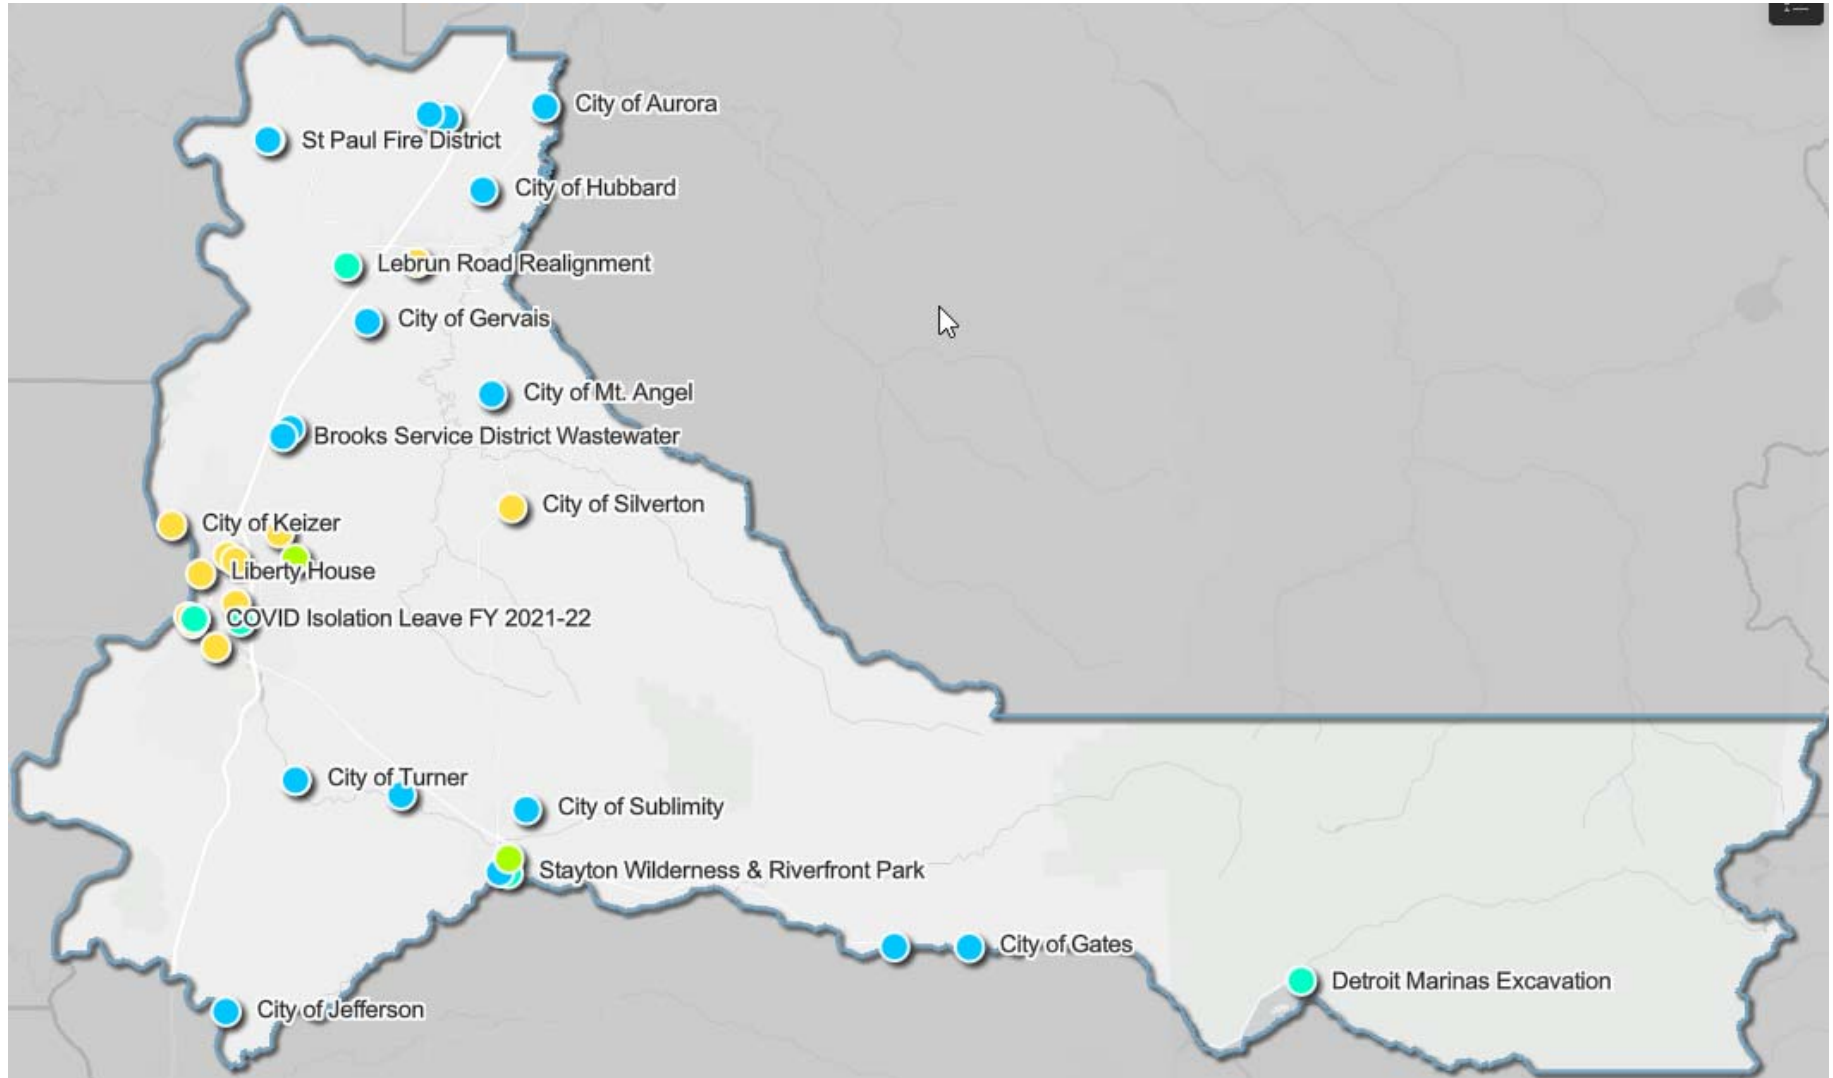 City of Aurora
St Paul Fire District
City of Hubbard
Lebrun Road Realignment
City of Gervais
City of Mt. Angel
Brooks Service District Wastewater
City of Silverton
City of Keizer
Liberty House
COVID Isolation Leave FY 2021-22
City of Turner
City of Sublimity
Stayton Wilderness & Riverfront Park
City of Gates
Detroit Marinas Excavation
City of Jefferson